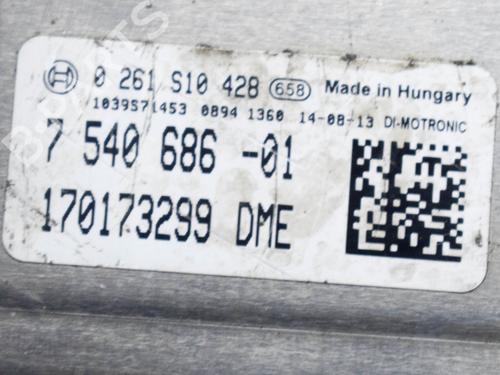 0 261 S10 428 658 Made in Hungary
1039S71453 0894 1360 14-08-13 DI-MOTRONIC
7 540 686 -01
170173299 DME
B-PARTS